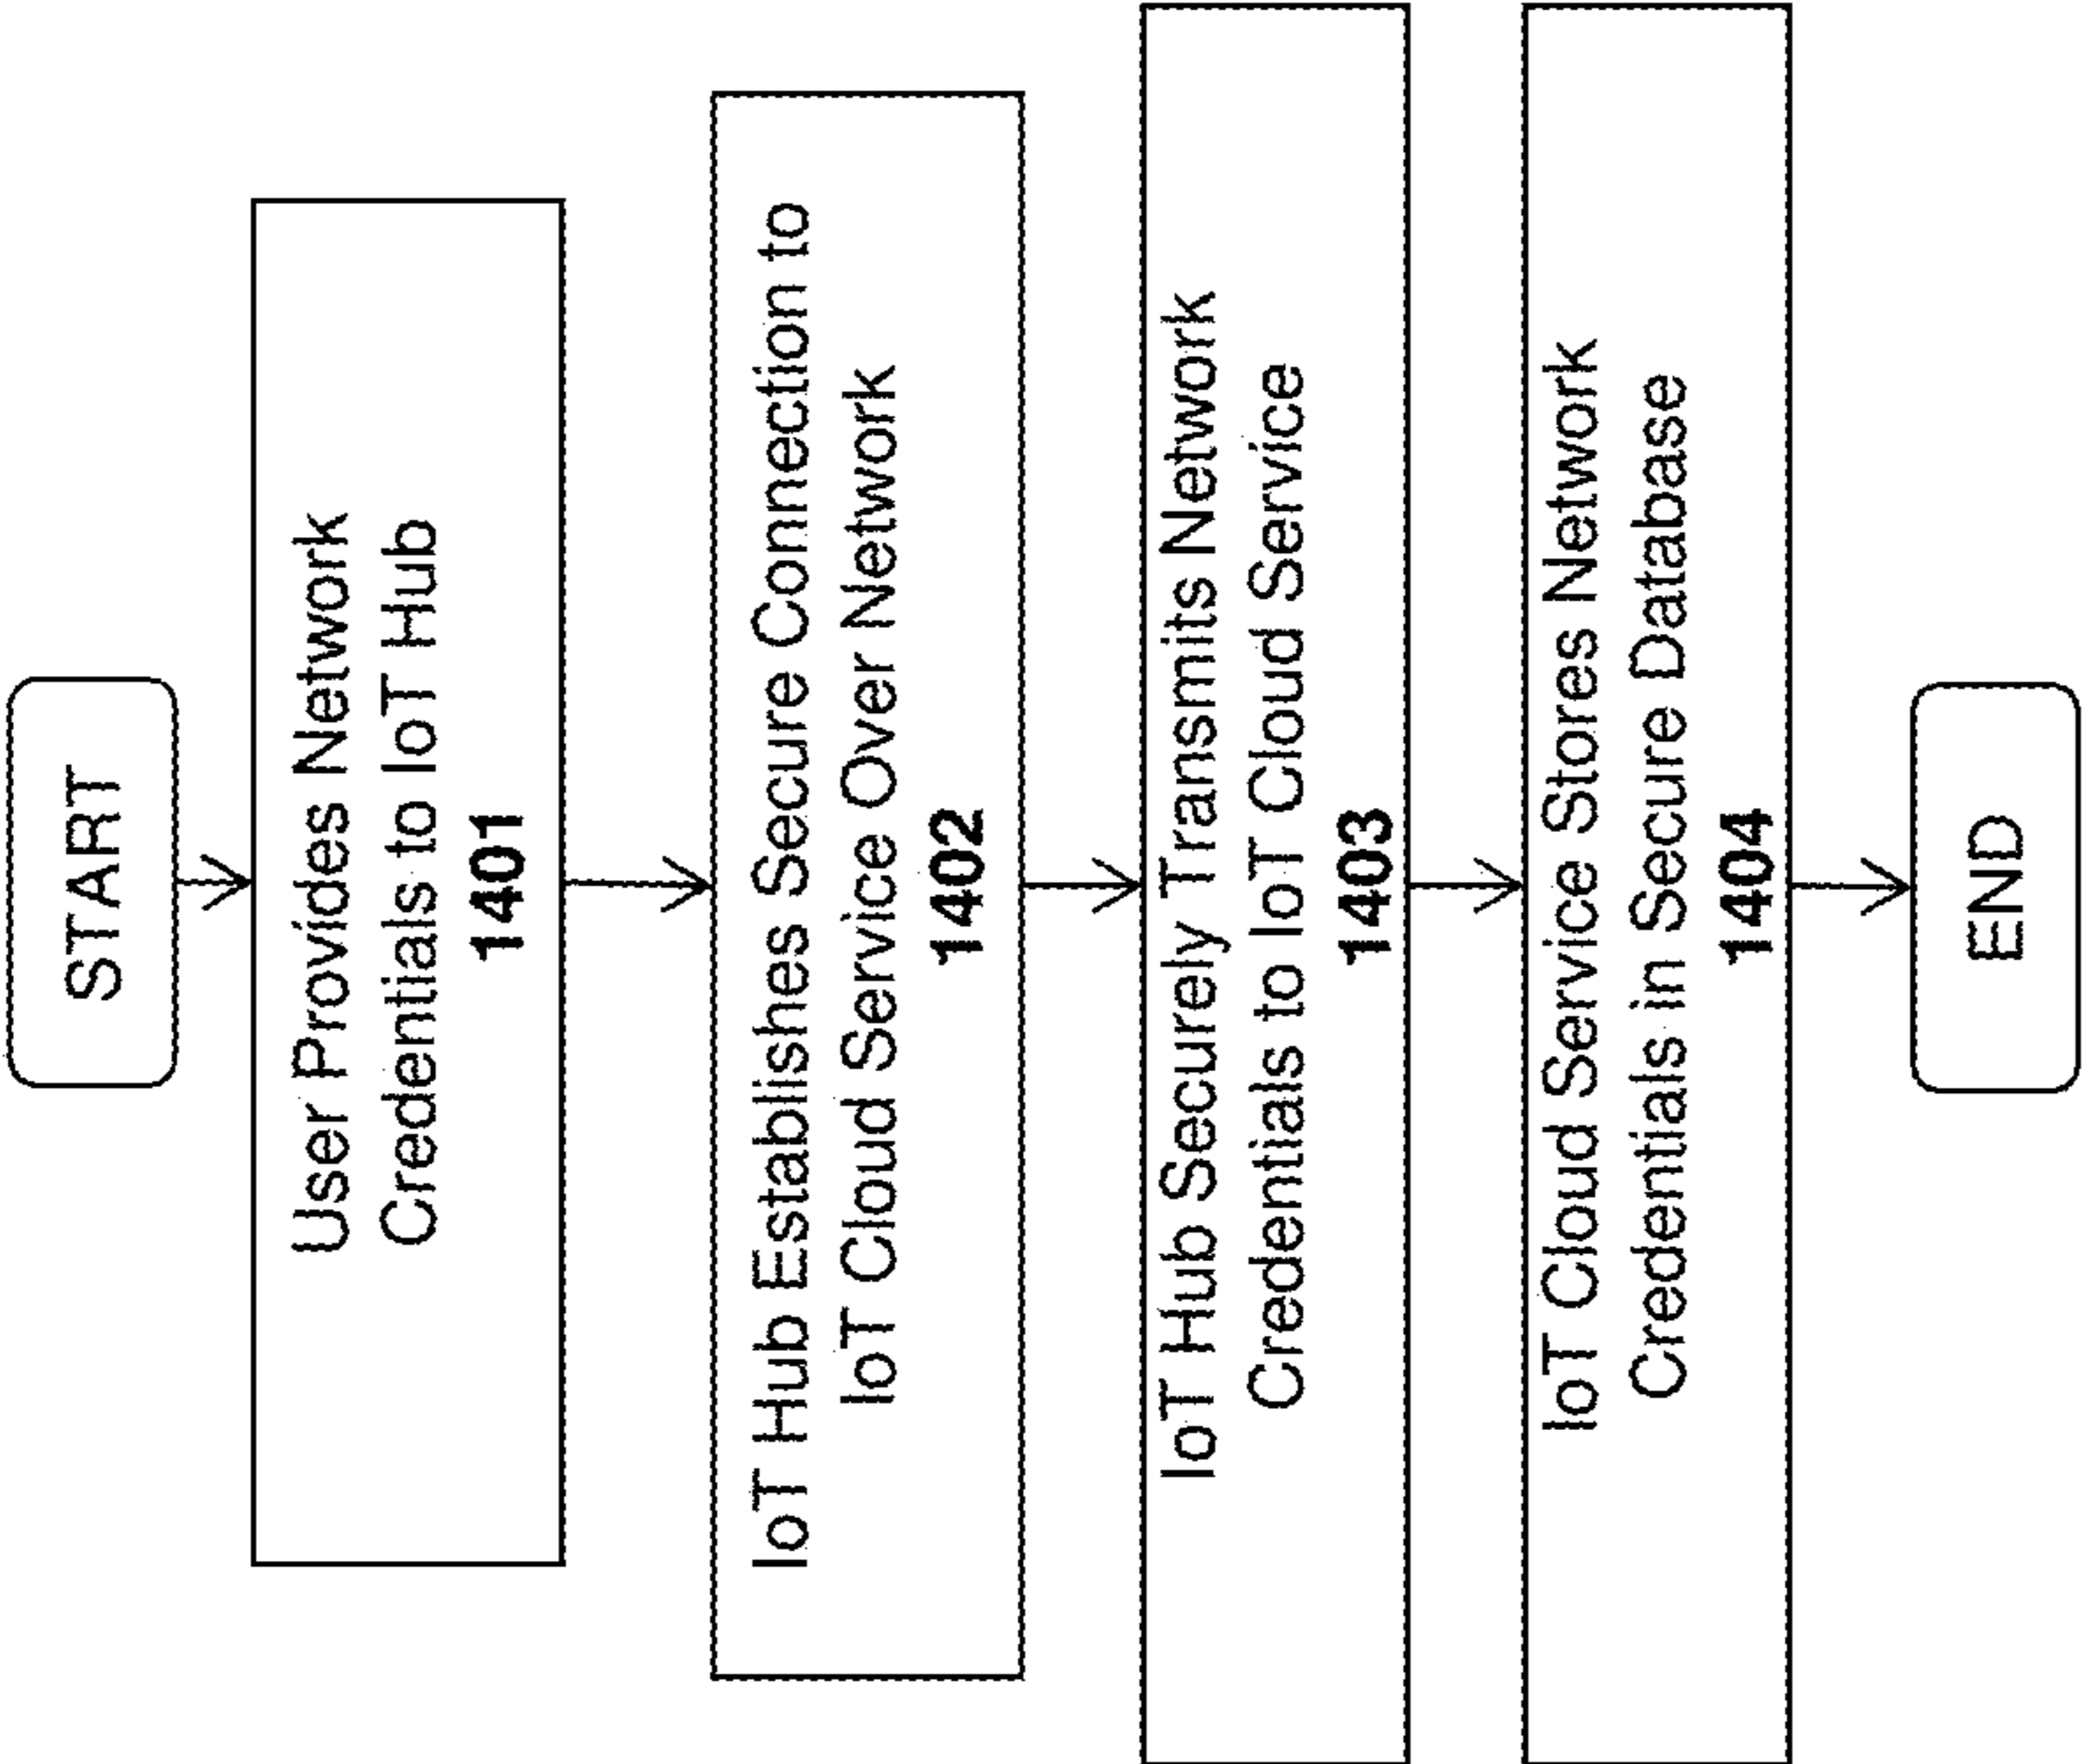 START
User Provides Network
Credentials to IoT Hub
1401
IoT Hub Establishes Secure Connection to
IoT Cloud Service Over Network
1402
IoT Hub Securely Transmits Network
Credentials to IoT Cloud Service
1403
IoT Cloud Service Stores Network
Credentials in Secure Database
1404
END